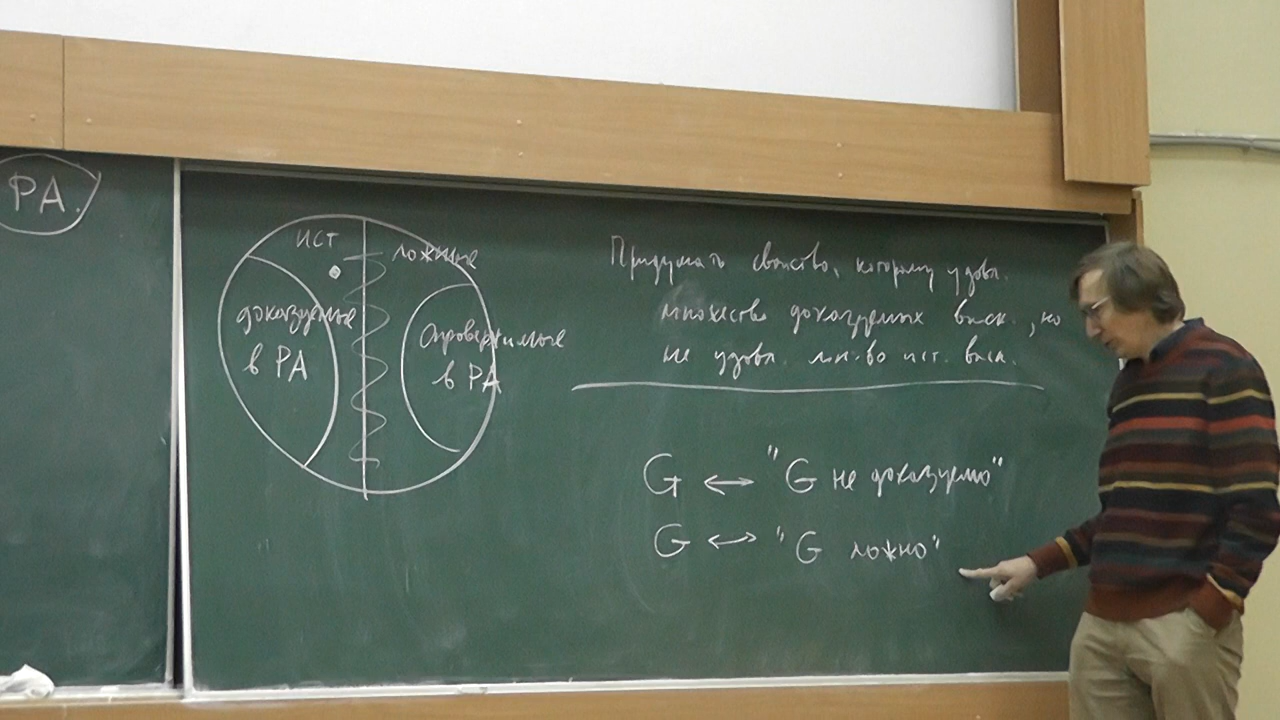 PA.
ист
ложные
доказуемые
в PA
опровержимые
в PA
Придумать свойство, которому удовл.
множество доказуемых выск., но
не удовл. мн-во ист. выск.
G ↔ "G не доказуемо"
G ↔ "G ложно"